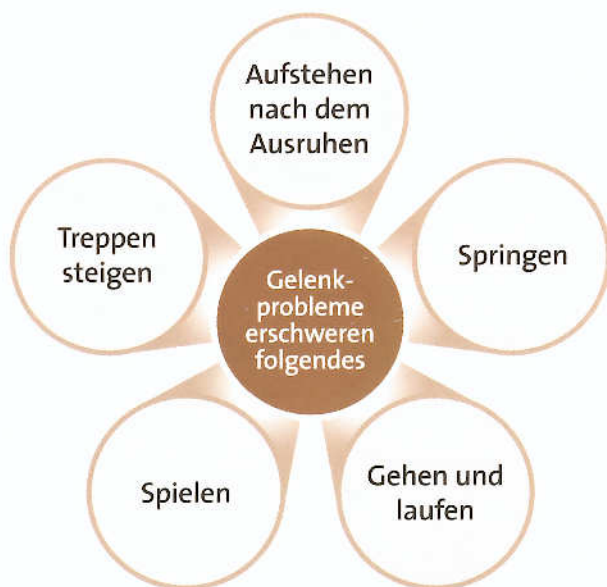 Aufstehen
nach dem
Ausruhen
Treppen
steigen
Springen
Gelenk-
probleme
erschweren
folgendes
Spielen
Gehen und
laufen